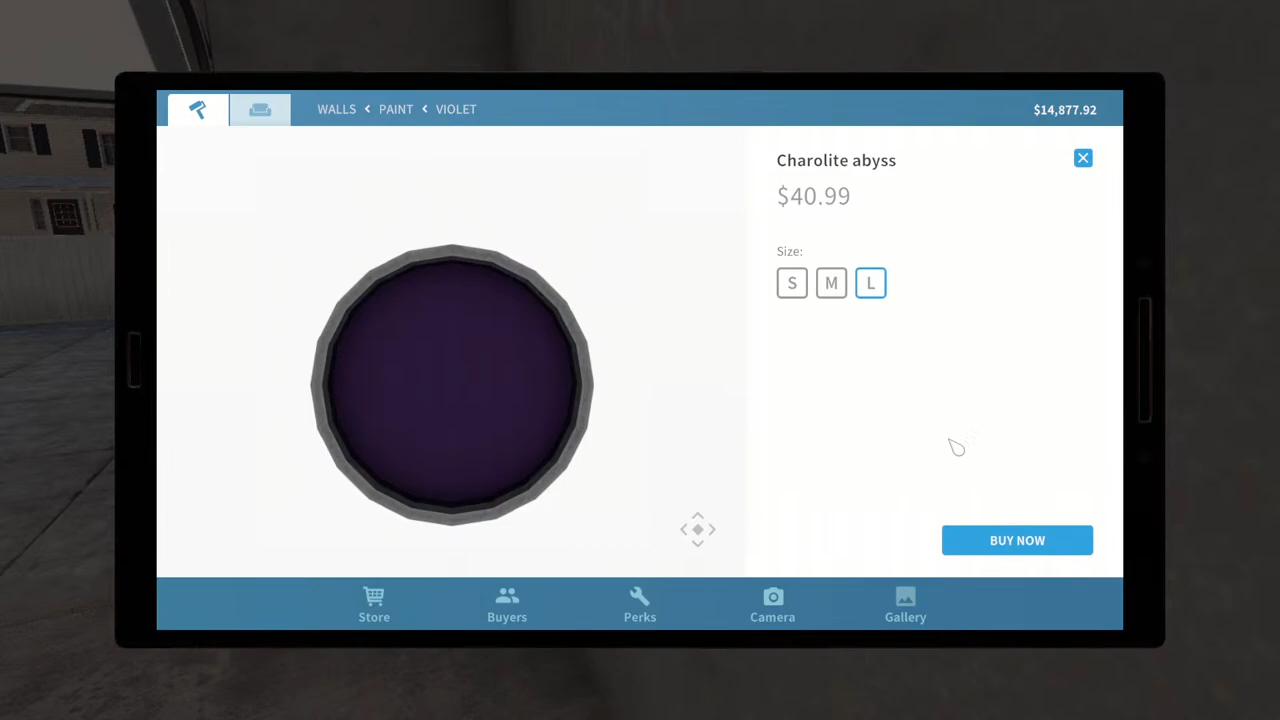 WALLS < PAINT < VIOLET
$14,877.92
Charolite abyss
$40.99
Size:
S M L
BUY NOW
Store Buyers Perks Camera Gallery